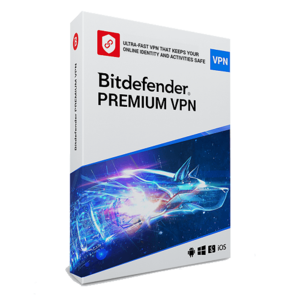 ULTRA-FAST VPN THAT KEEPS YOUR
ONLINE IDENTITY AND ACTIVITIES SAFE
VPN
Bitdefender®
PREMIUM VPN
iOS